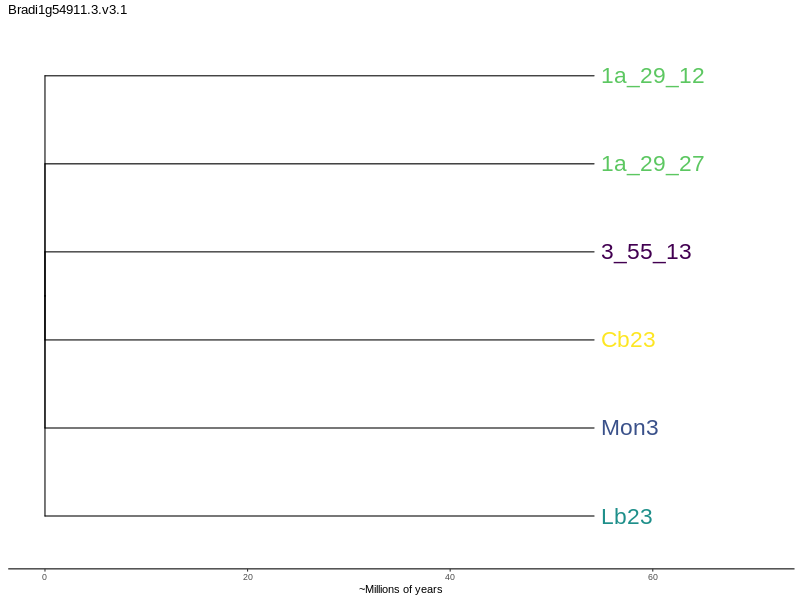 Bradi1g54911.3.v3.1
1a_29_12
1a_29_27
3_55_13
Cb23
Mon3
Lb23
0 20 40 60
~Millions of years